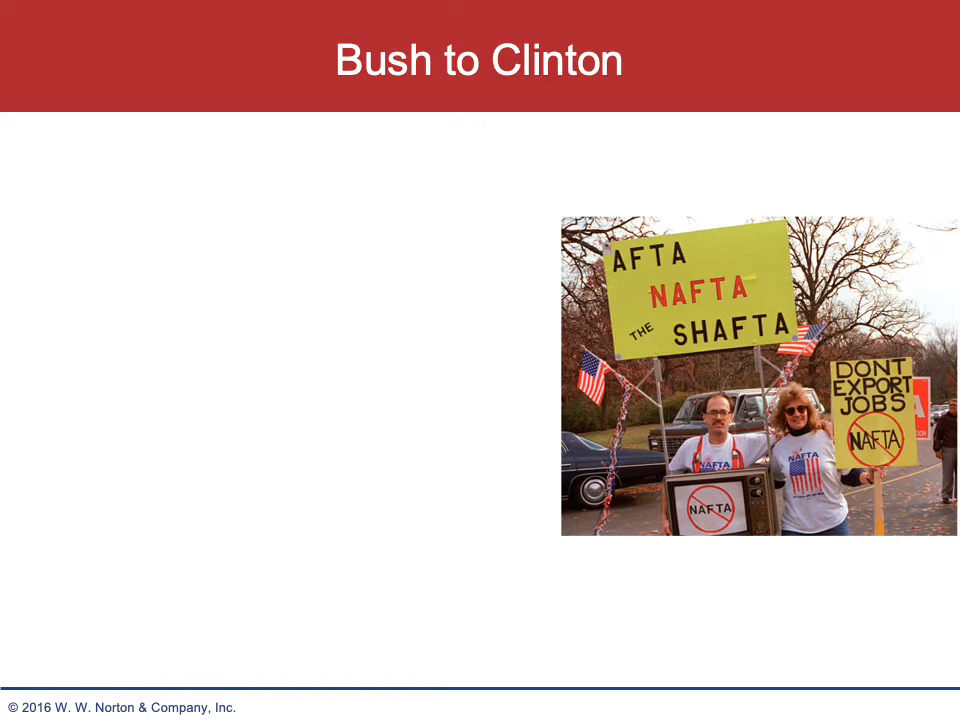 Bush to Clinton
AFTA
NAFTA
THE SHAFTA
DONT
EXPORT
JOBS
NAFTA
NAFTA
NAFTA
NAFTA
© 2016 W. W. Norton & Company, Inc.